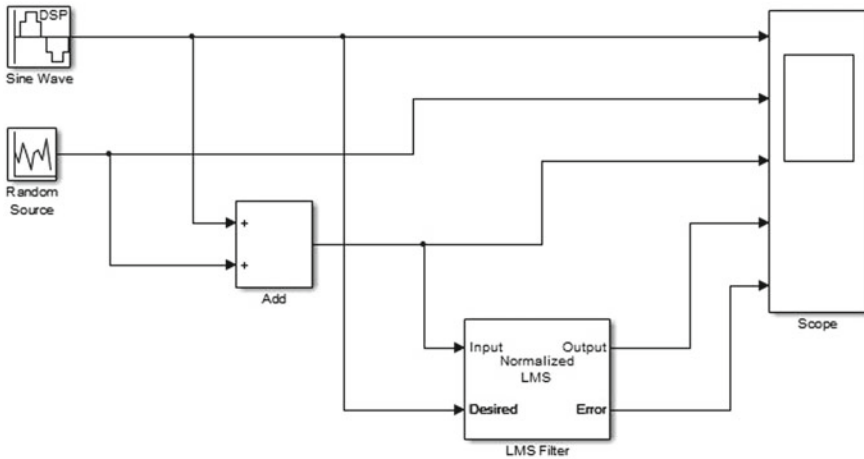 DSP
Sine Wave
Random
Source
+
+
Add
Scope
Input Output
Normalized
LMS
Desired Error
LMS Filter